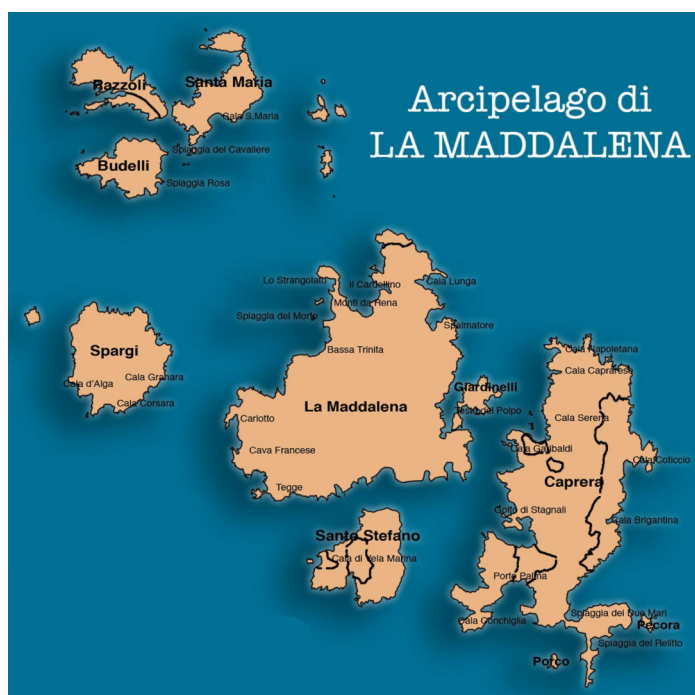 Arcipelago di
LA MADDALENA
Razzoli
Santa Maria
Cala S.Maria
Spiaggia del Cavaliere
Budelli
Spiaggia Rosa
Lo Strangolato
Il Cardellino
Cala Lunga
Monti da Rena
Spiaggia del Morto
Spalmatore
Bassa Trinita
Spargi
Cala Granara
Cala d'Alga
Cala Corsara
La Maddalena
Carlotto
Cava Francese
Tegge
Giardinelli
Testa del Polpo
Cala Napoletana
Cala Caprarese
Cala Serena
Cala Garibaldi
Cala Coticcio
Caprera
Golfo di Stagnali
Cala Brigantina
Santo Stefano
Cala di Vela Marina
Porto Palma
Cala Conchiglia
Spiaggia dei Due Mari
Pecora
Spiaggia del Relitto
Porco